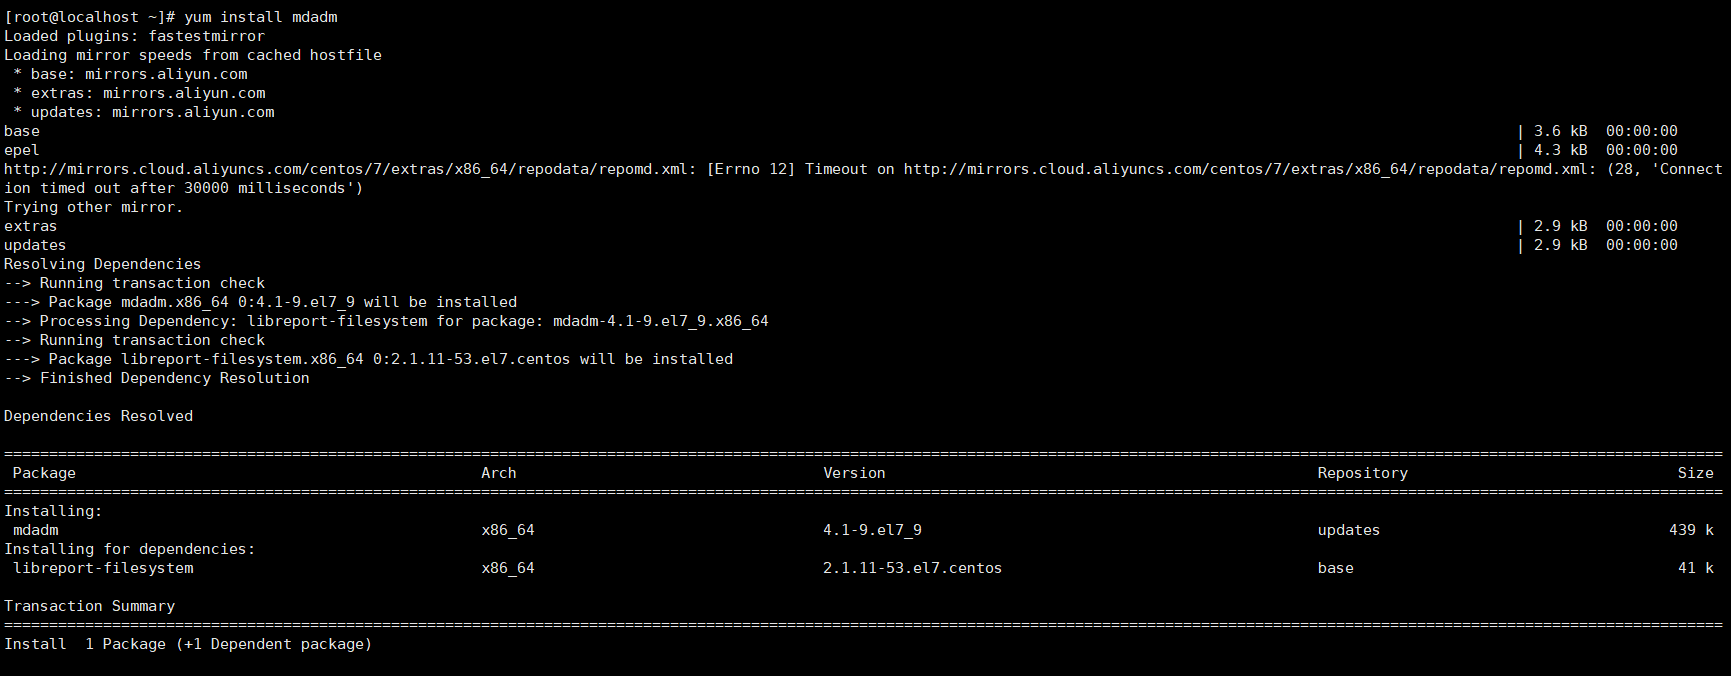 [root@localhost ~]# yum install mdadm
Loaded plugins: fastestmirror
Loading mirror speeds from cached hostfile
 * base: mirrors.aliyun.com
 * extras: mirrors.aliyun.com
 * updates: mirrors.aliyun.com
base | 3.6 kB 00:00:00
epel | 4.3 kB 00:00:00
http://mirrors.cloud.aliyuncs.com/centos/7/extras/x86_64/repodata/repomd.xml: [Errno 12] Timeout on http://mirrors.cloud.aliyuncs.com/centos/7/extras/x86_64/repodata/repomd.xml: (28, 'Connect
ion timed out after 30000 milliseconds')
Trying other mirror.
extras | 2.9 kB 00:00:00
updates | 2.9 kB 00:00:00
Resolving Dependencies
--> Running transaction check
---> Package mdadm.x86_64 0:4.1-9.el7_9 will be installed
--> Processing Dependency: libreport-filesystem for package: mdadm-4.1-9.el7_9.x86_64
--> Running transaction check
---> Package libreport-filesystem.x86_64 0:2.1.11-53.el7.centos will be installed
--> Finished Dependency Resolution
Dependencies Resolved
================================================================================
Package Arch Version Repository Size
================================================================================
Installing:
 mdadm x86_64 4.1-9.el7_9 updates 439 k
Installing for dependencies:
 libreport-filesystem x86_64 2.1.11-53.el7.centos base 41 k
Transaction Summary
================================================================================
Install  1 Package (+1 Dependent package)